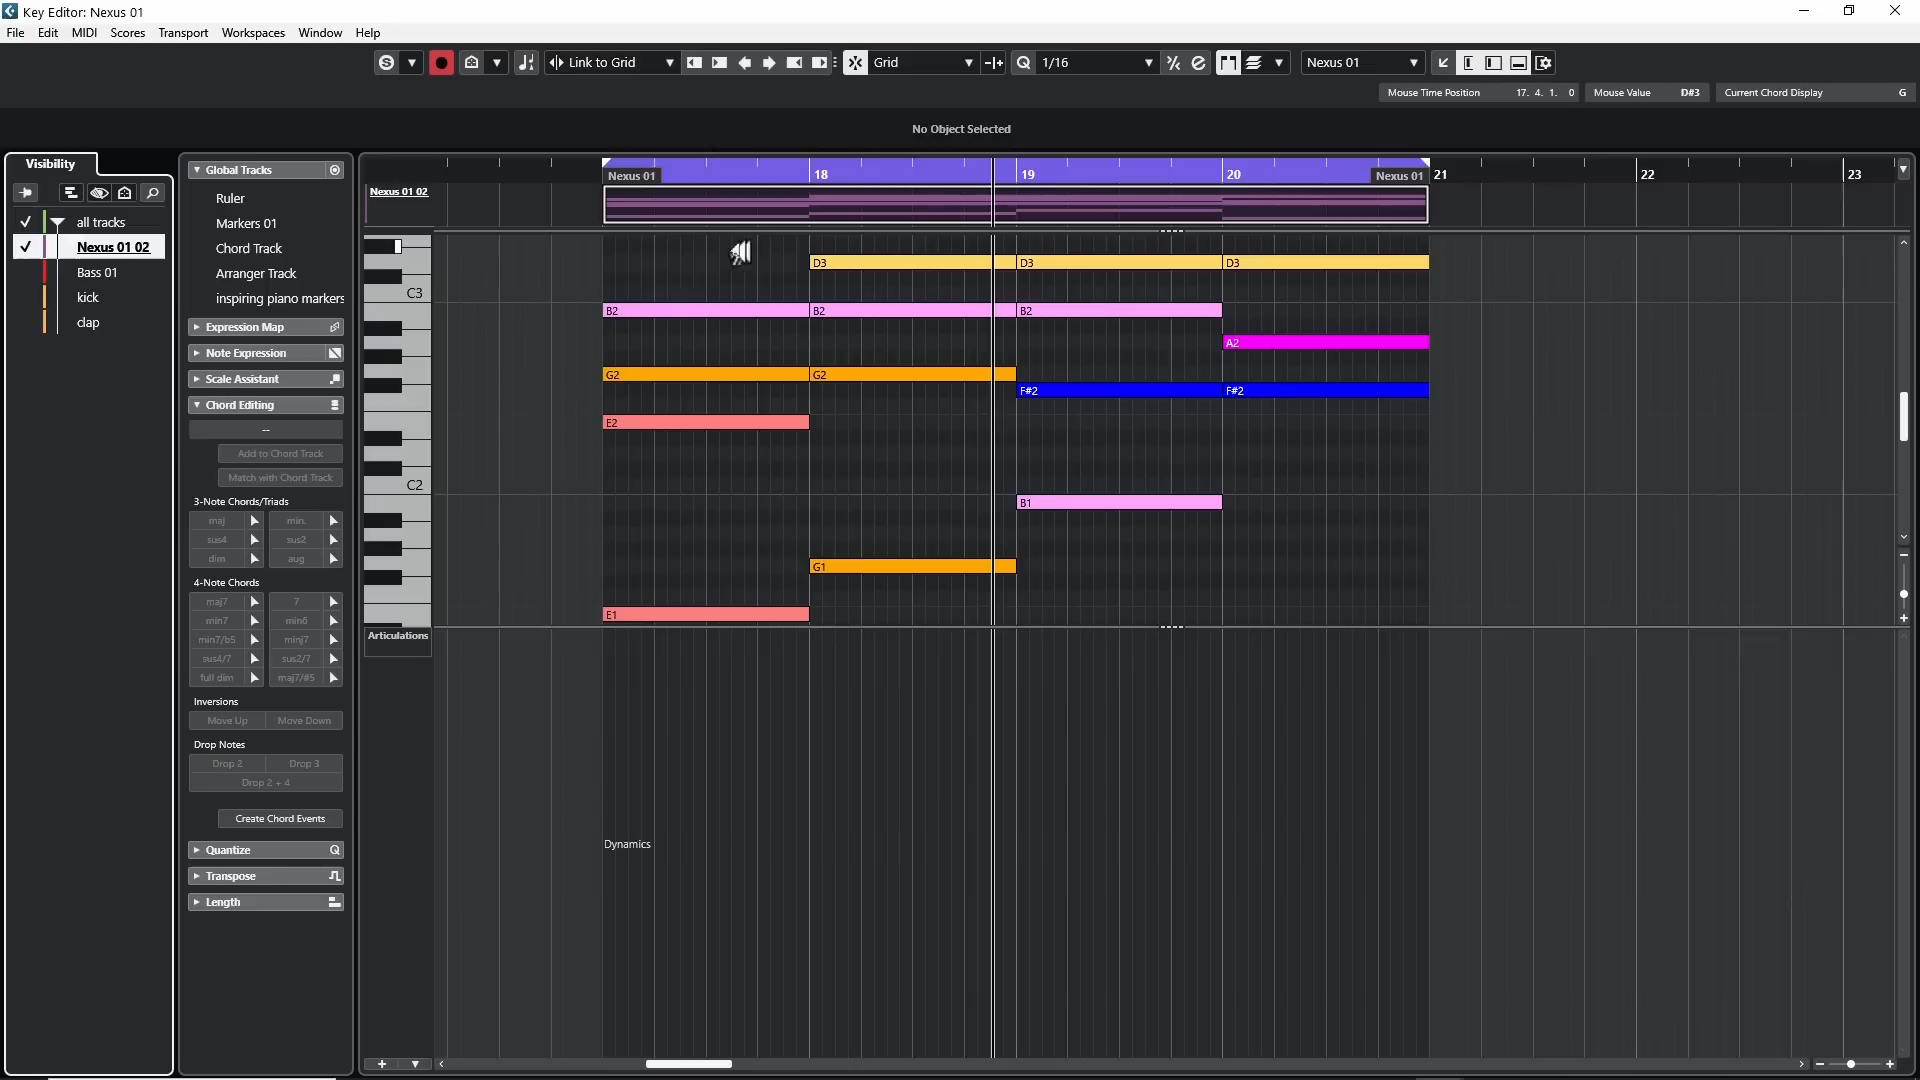 Key Editor: Nexus 01
File Edit MIDI Scores Transport Workspaces Window Help
S Link to Grid Grid Q 1/16 Nexus 01
Mouse Time Position 17. 4. 1. 0 Mouse Value D#3 Current Chord Display G
No Object Selected
Visibility
all tracks
Nexus 01 02
Bass 01
kick
clap
Global Tracks
Ruler
Markers 01
Chord Track
Arranger Track
inspiring piano markers
Expression Map
Note Expression
Scale Assistant
Chord Editing
--
Add to Chord Track
Match with Chord Track
3-Note Chords/Triads
maj min.
sus4 sus2
dim aug
4-Note Chords
maj7 7
min7 min6
min7/b5 minj7
sus4/7 sus2/7
full dim maj7/#5
Inversions
Move Up Move Down
Drop Notes
Drop 2 Drop 3
Drop 2 + 4
Create Chord Events
Quantize Q
Transpose
Length
Nexus 01 18 19 20 Nexus 01 21 22 23
Nexus 01 02
D3 D3 D3
C3
B2 B2 B2
A2
G2 G2
F#2 F#2
E2
C2
B1
G1
E1
Articulations
Dynamics